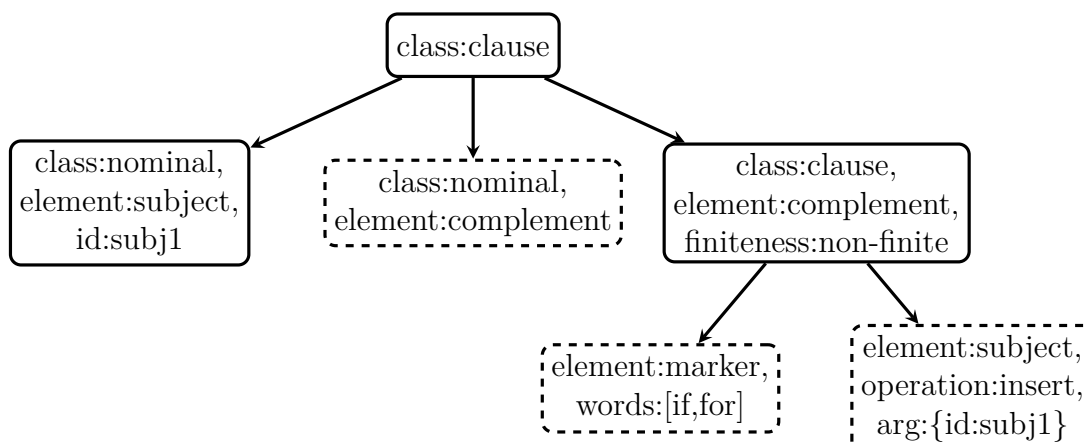 class:clause
class:nominal,
element:subject,
id:subj1
class:nominal,
element:complement
class:clause,
element:complement,
finiteness:non-finite
element:marker,
words:[if,for]
element:subject,
operation:insert,
arg:{id:subj1}